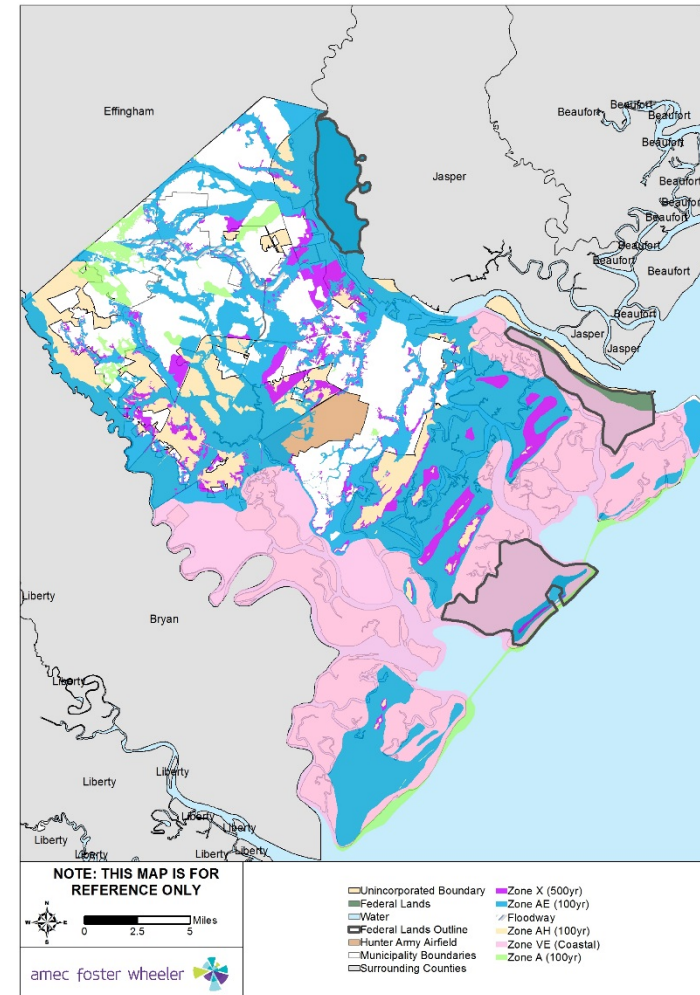 Effingham
Beaufort
Beaufort
Beaufort
Beaufort
Jasper
Beaufort
Beaufort
Beaufort
Beaufort
Beaufort
Beaufort
Jasper
Jasper
Liberty
Bryan
Liberty
Liberty
Liberty
Liberty
Liberty
Liberty
Liberty
Liberty
Liberty
NOTE: THIS MAP IS FOR
REFERENCE ONLY
N
W E
S
0 2.5 5 Miles
amec foster wheeler
Unincorporated Boundary
Federal Lands
Water
Federal Lands Outline
Hunter Army Airfield
Municipality Boundaries
Surrounding Counties
Zone X (500yr)
Zone AE (100yr)
Floodway
Zone AH (100yr)
Zone VE (Coastal)
Zone A (100yr)